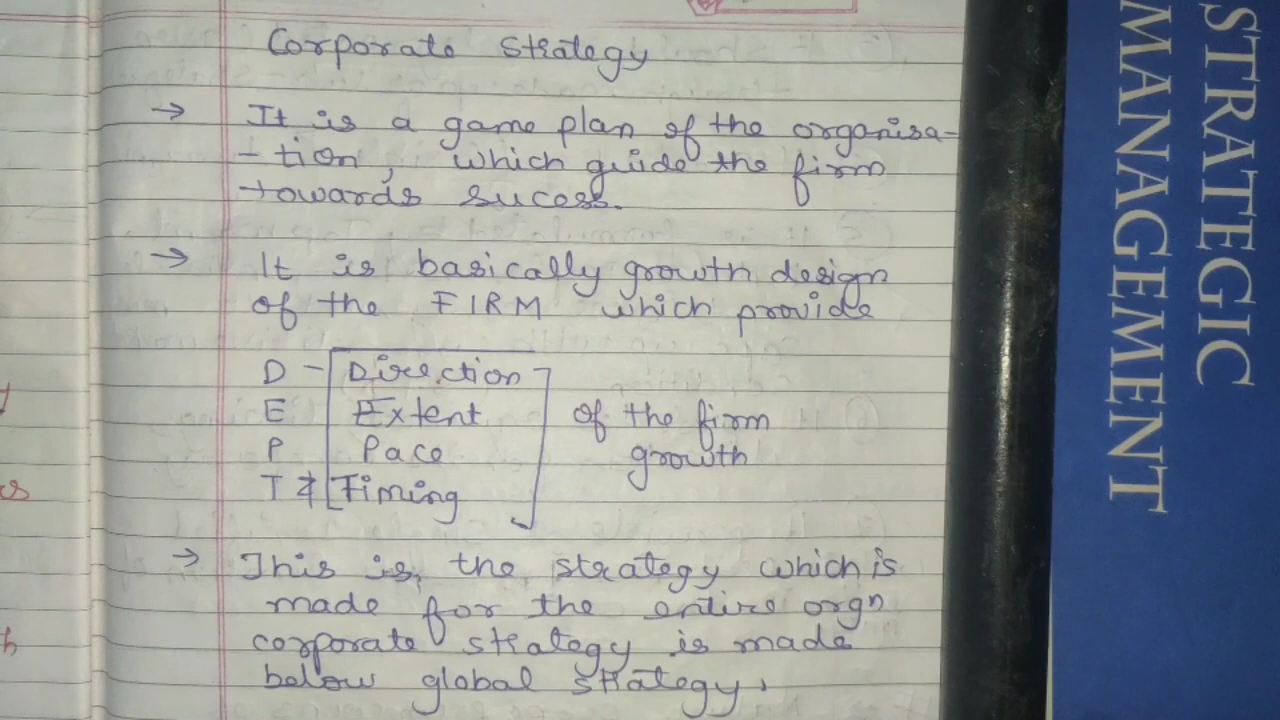 Corporate Strategy
→ It is a game plan of the organisa-
-tion, which guide the firm
towards sucess.
→ It is basically growth design
of the FIRM which provide
D - Direction
E Extent of the firm
P Pace growth
T Timing
→ This is, the strategy which is
made for the entire orgn
corporate strategy is made
below global strategy,
STRATEGIC
MANAGEMENT